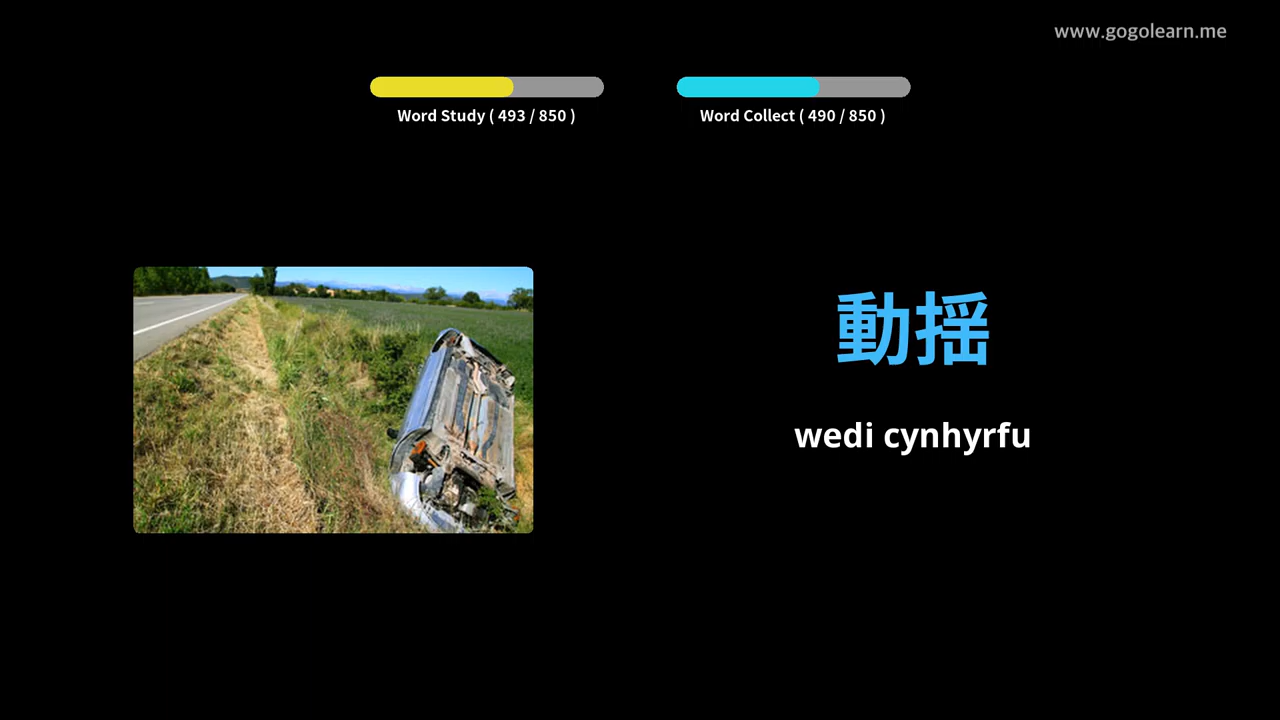 www.gogolearn.me
Word Study ( 493 / 850 )
Word Collect ( 490 / 850 )
動揺
wedi cynhyrfu